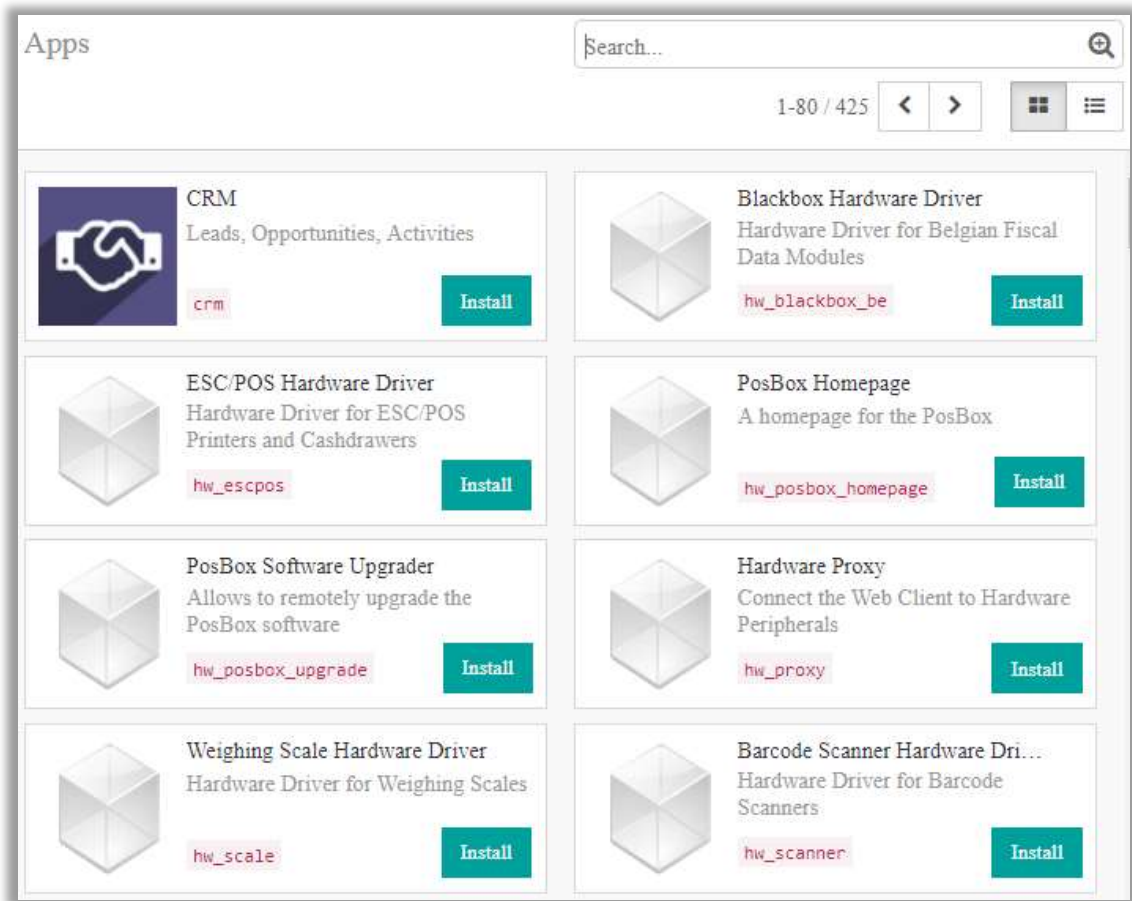 Apps
Search...
1-80 / 425
CRM
Leads, Opportunities, Activities
crm
Install
Blackbox Hardware Driver
Hardware Driver for Belgian Fiscal
Data Modules
hw_blackbox_be
Install
ESC/POS Hardware Driver
Hardware Driver for ESC/POS
Printers and Cashdrawers
hw_escpos
Install
PosBox Homepage
A homepage for the PosBox
hw_posbox_homepage
Install
PosBox Software Upgrader
Allows to remotely upgrade the
PosBox software
hw_posbox_upgrade
Install
Hardware Proxy
Connect the Web Client to Hardware
Peripherals
hw_proxy
Install
Weighing Scale Hardware Driver
Hardware Driver for Weighing Scales
hw_scale
Install
Barcode Scanner Hardware Dri...
Hardware Driver for Barcode
Scanners
hw_scanner
Install